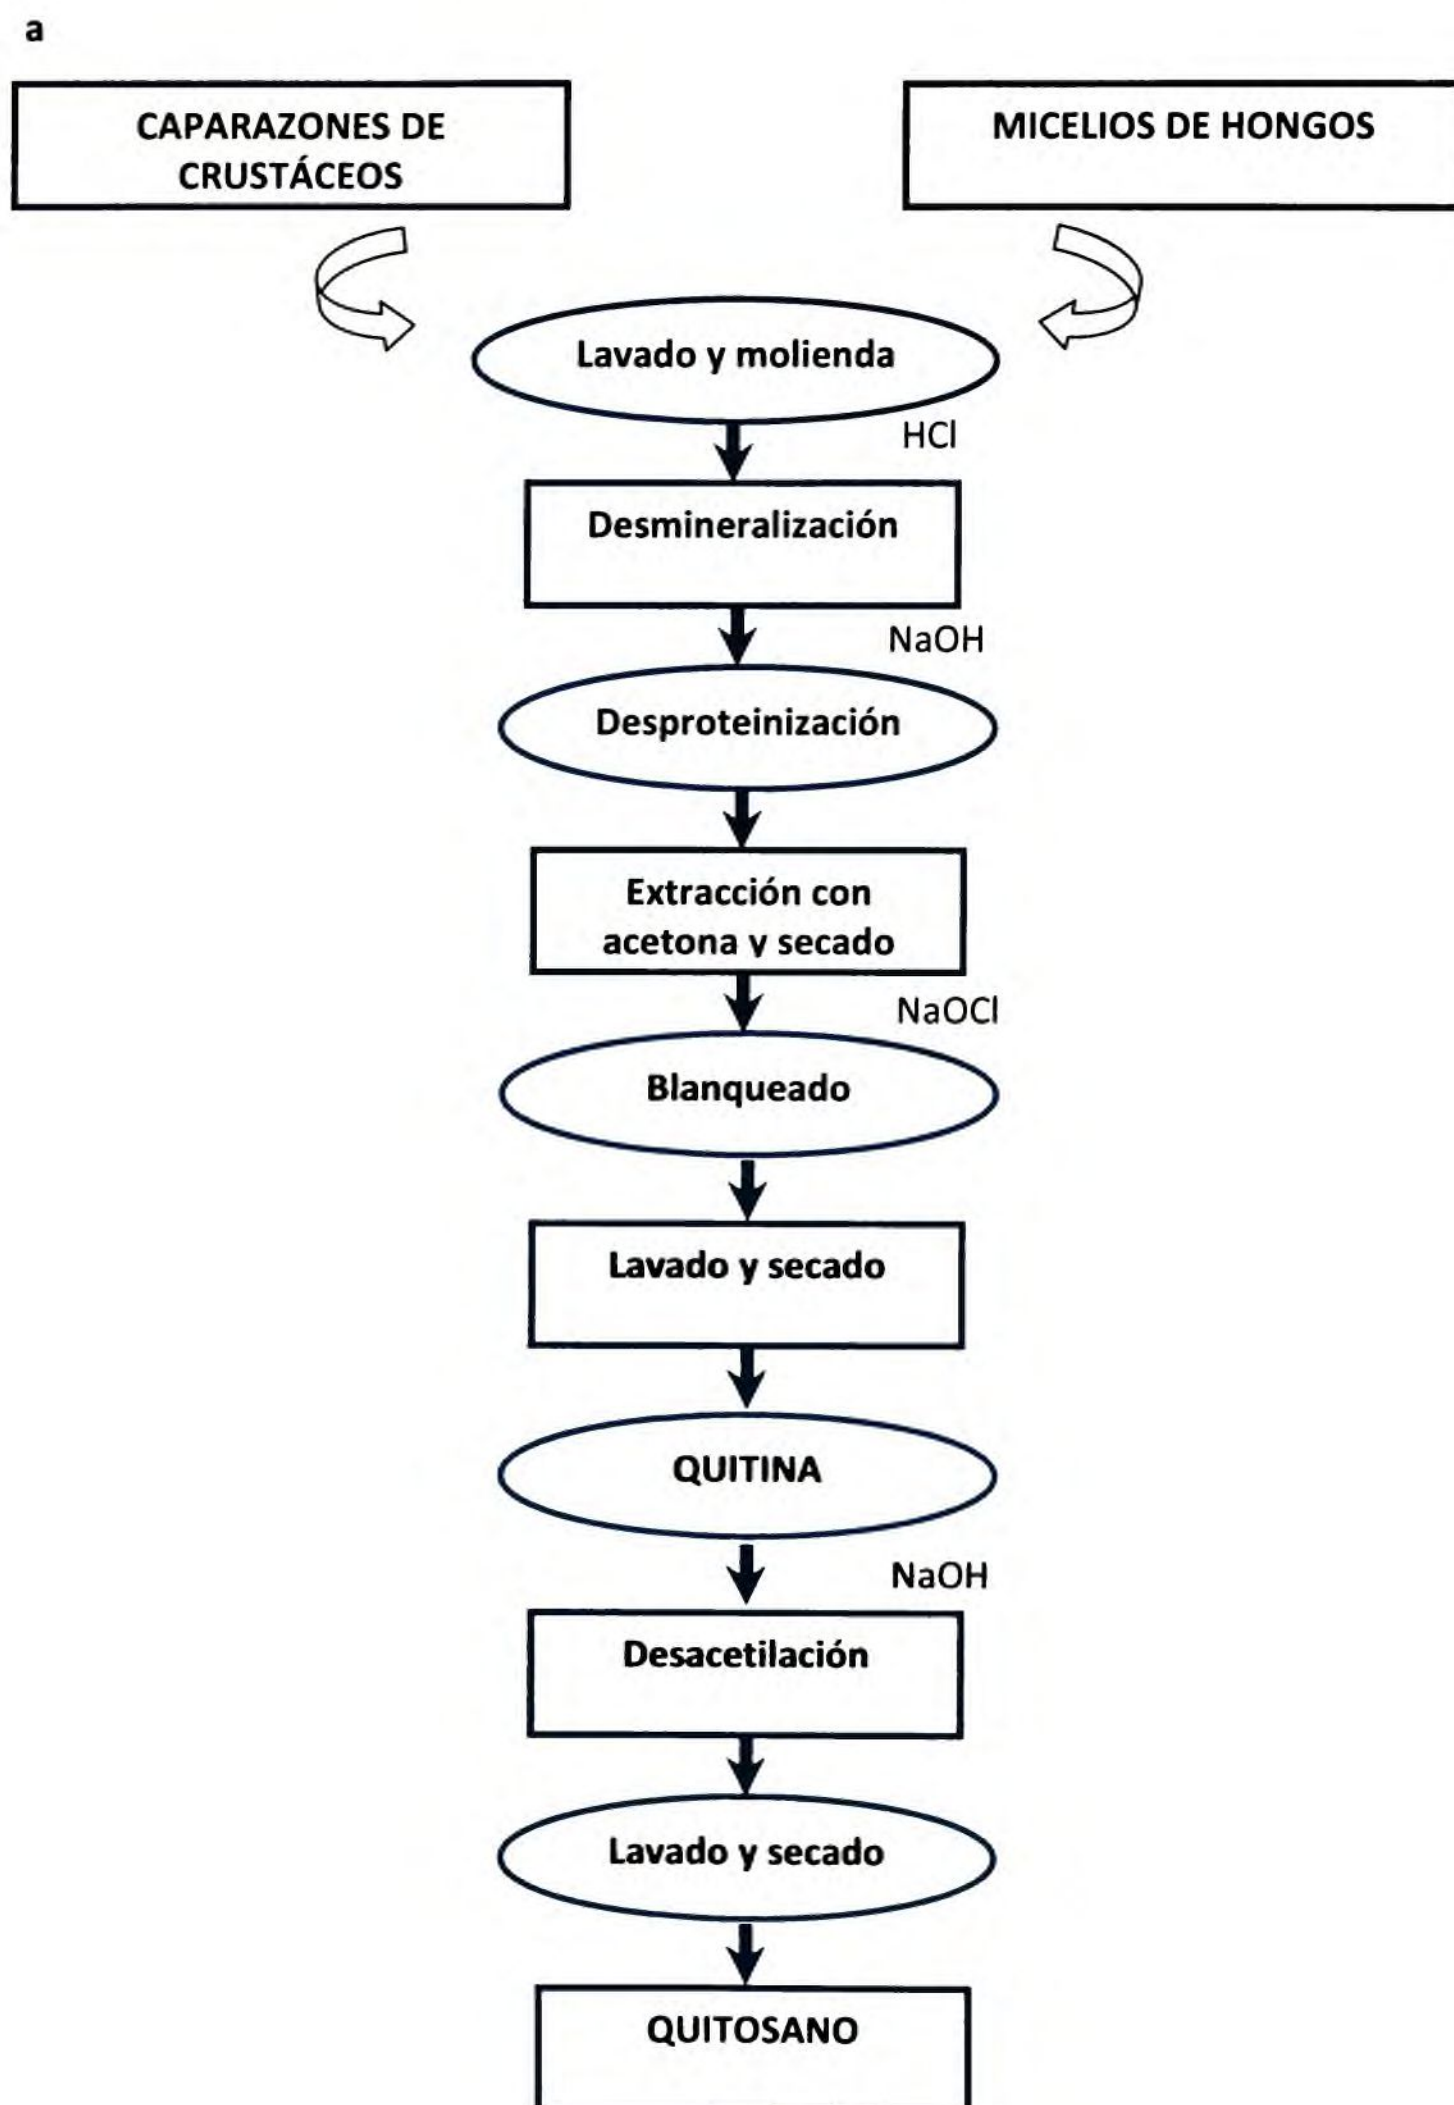 a
CAPARAZONES DE
CRUSTÁCEOS
MICELIOS DE HONGOS
Lavado y molienda
HCl
Desmineralización
NaOH
Desproteinización
Extracción con
acetona y secado
NaOCl
Blanqueado
Lavado y secado
QUITINA
NaOH
Desacetilación
Lavado y secado
QUITOSANO